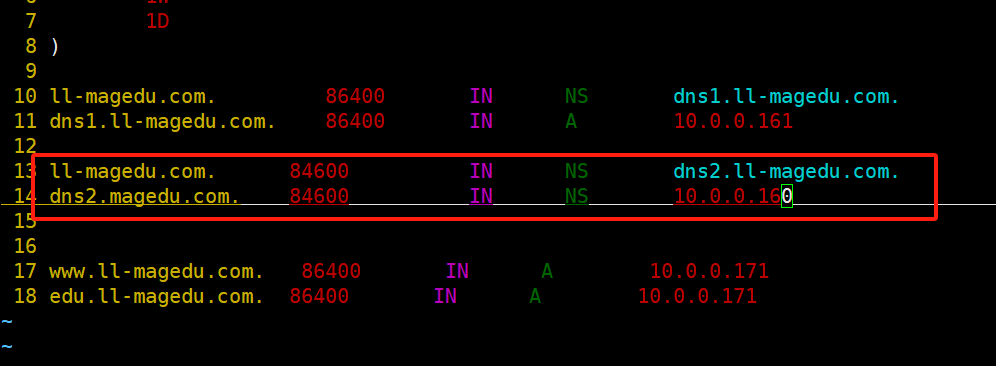 7 1D
8 )
9
10 ll-magedu.com. 86400 IN NS dns1.ll-magedu.com.
11 dns1.ll-magedu.com. 86400 IN A 10.0.0.161
12
13 ll-magedu.com. 84600 IN NS dns2.ll-magedu.com.
14 dns2.magedu.com. 84600 IN NS 10.0.0.160
15
16
17 www.ll-magedu.com. 86400 IN A 10.0.0.171
18 edu.ll-magedu.com. 86400 IN A 10.0.0.171
~
~